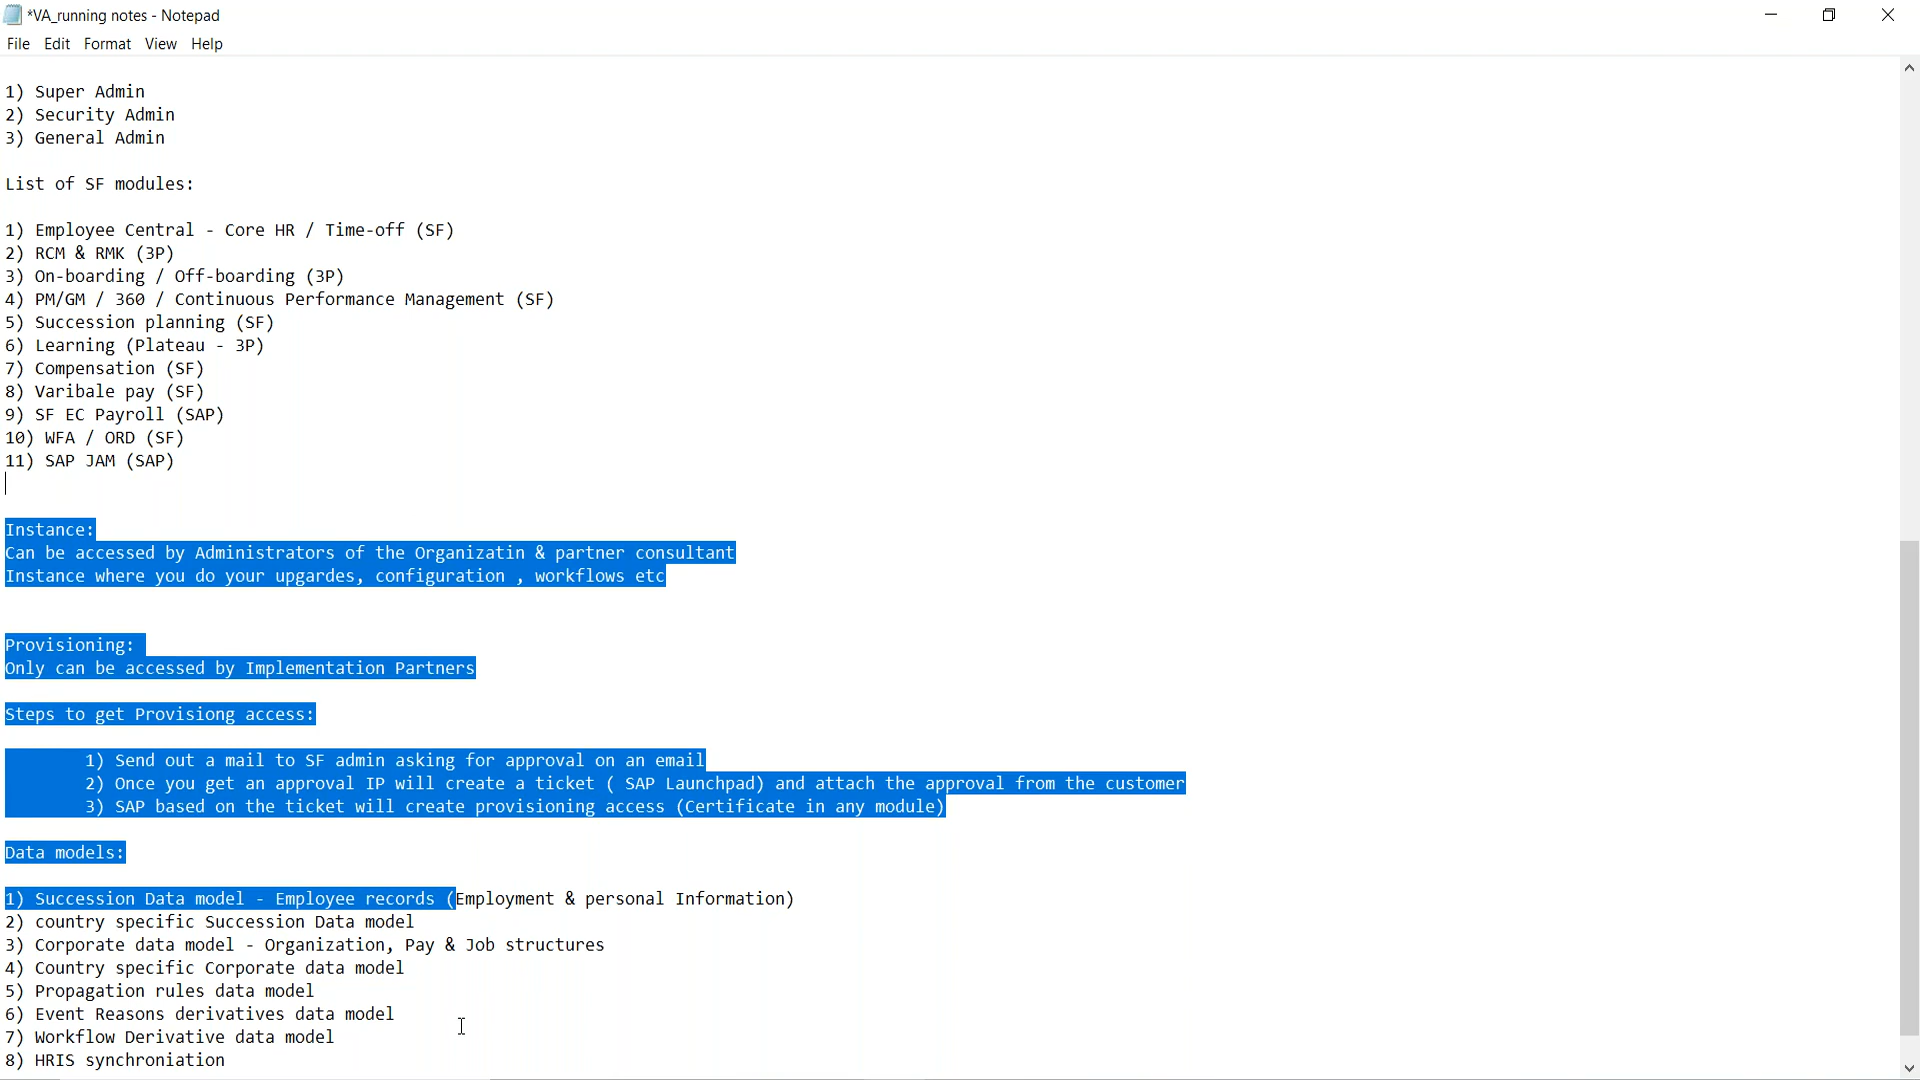 *VA_running notes - Notepad
File Edit Format View Help
1) Super Admin
2) Security Admin
3) General Admin
List of SF modules:
1) Employee Central - Core HR / Time-off (SF)
2) RCM & RMK (3P)
3) On-boarding / Off-boarding (3P)
4) PM/GM / 360 / Continuous Performance Management (SF)
5) Succession planning (SF)
6) Learning (Plateau - 3P)
7) Compensation (SF)
8) Varibale pay (SF)
9) SF EC Payroll (SAP)
10) WFA / ORD (SF)
11) SAP JAM (SAP)
Instance:
Can be accessed by Administrators of the Organizatin & partner consultant
Instance where you do your upgardes, configuration , workflows etc
Provisioning:
Only can be accessed by Implementation Partners
Steps to get Provisiong access:
1) Send out a mail to SF admin asking for approval on an email
2) Once you get an approval IP will create a ticket ( SAP Launchpad) and attach the approval from the customer
3) SAP based on the ticket will create provisioning access (Certificate in any module)
Data models:
1) Succession Data model - Employee records (Employment & personal Information)
2) country specific Succession Data model
3) Corporate data model - Organization, Pay & Job structures
4) Country specific Corporate data model
5) Propagation rules data model
6) Event Reasons derivatives data model
7) Workflow Derivative data model
8) HRIS synchroniation